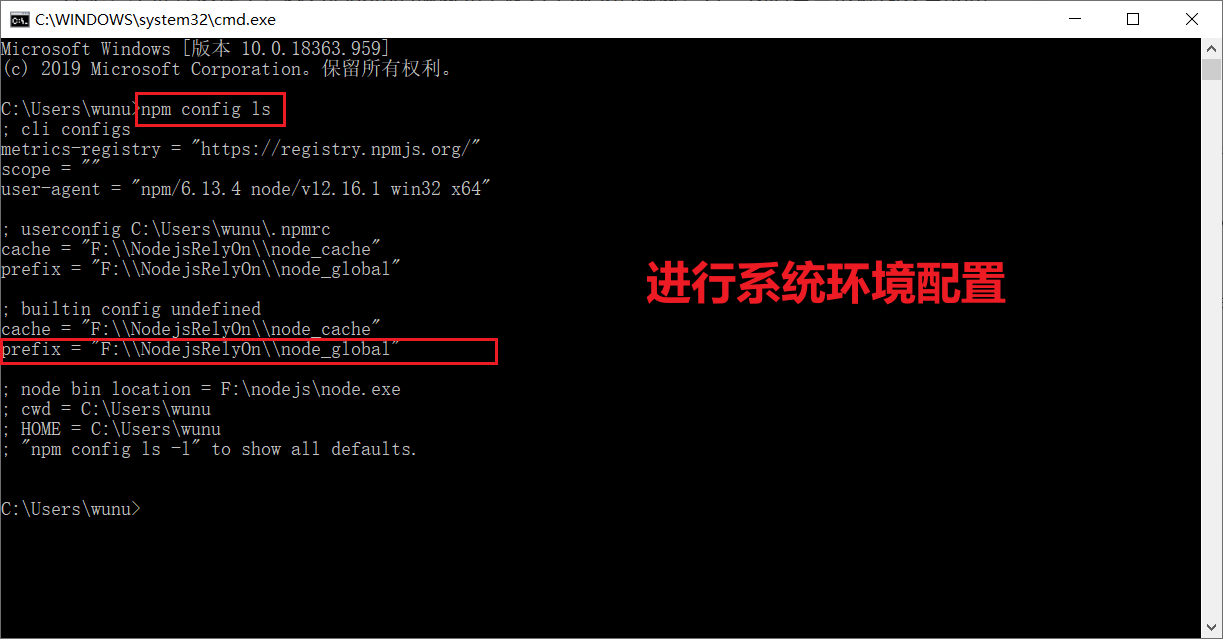 C:\WINDOWS\system32\cmd.exe
Microsoft Windows [版本 10.0.18363.959]
(c) 2019 Microsoft Corporation。保留所有权利。
C:\Users\wunu>npm config ls
; cli configs
metrics-registry = "https://registry.npmjs.org/"
scope = ""
user-agent = "npm/6.13.4 node/v12.16.1 win32 x64"
; userconfig C:\Users\wunu\.npmrc
cache = "F:\\NodejsRelyOn\\node_cache"
prefix = "F:\\NodejsRelyOn\\node_global"
进行系统环境配置
; builtin config undefined
cache = "F:\\NodejsRelyOn\\node_cache"
prefix = "F:\\NodejsRelyOn\\node_global"
; node bin location = F:\nodejs\node.exe
; cwd = C:\Users\wunu
; HOME = C:\Users\wunu
; "npm config ls -l" to show all defaults.
C:\Users\wunu>